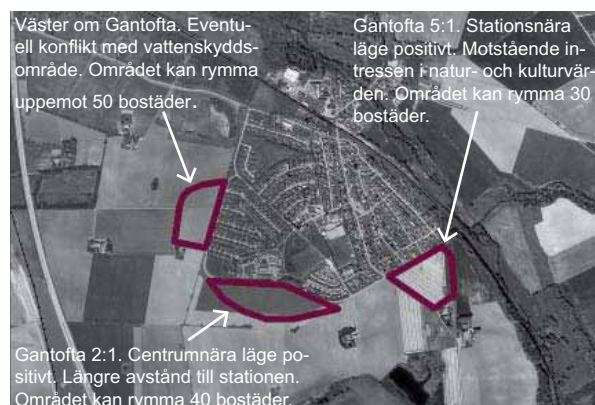 Väster om Gantofta. Eventu-
ell konflikt med vattenskydds-
område. Området kan rymma
uppemot 50 bostäder.
Gantofta 5:1. Stationsnära
läge positivt. Motstående in-
tressen i natur- och kulturvär-
den. Området kan rymma 30
bostäder.
Gantofta 2:1. Centrumnära läge po-
sitivt. Längre avstånd till stationen.
Området kan rymma 40 bostäder.